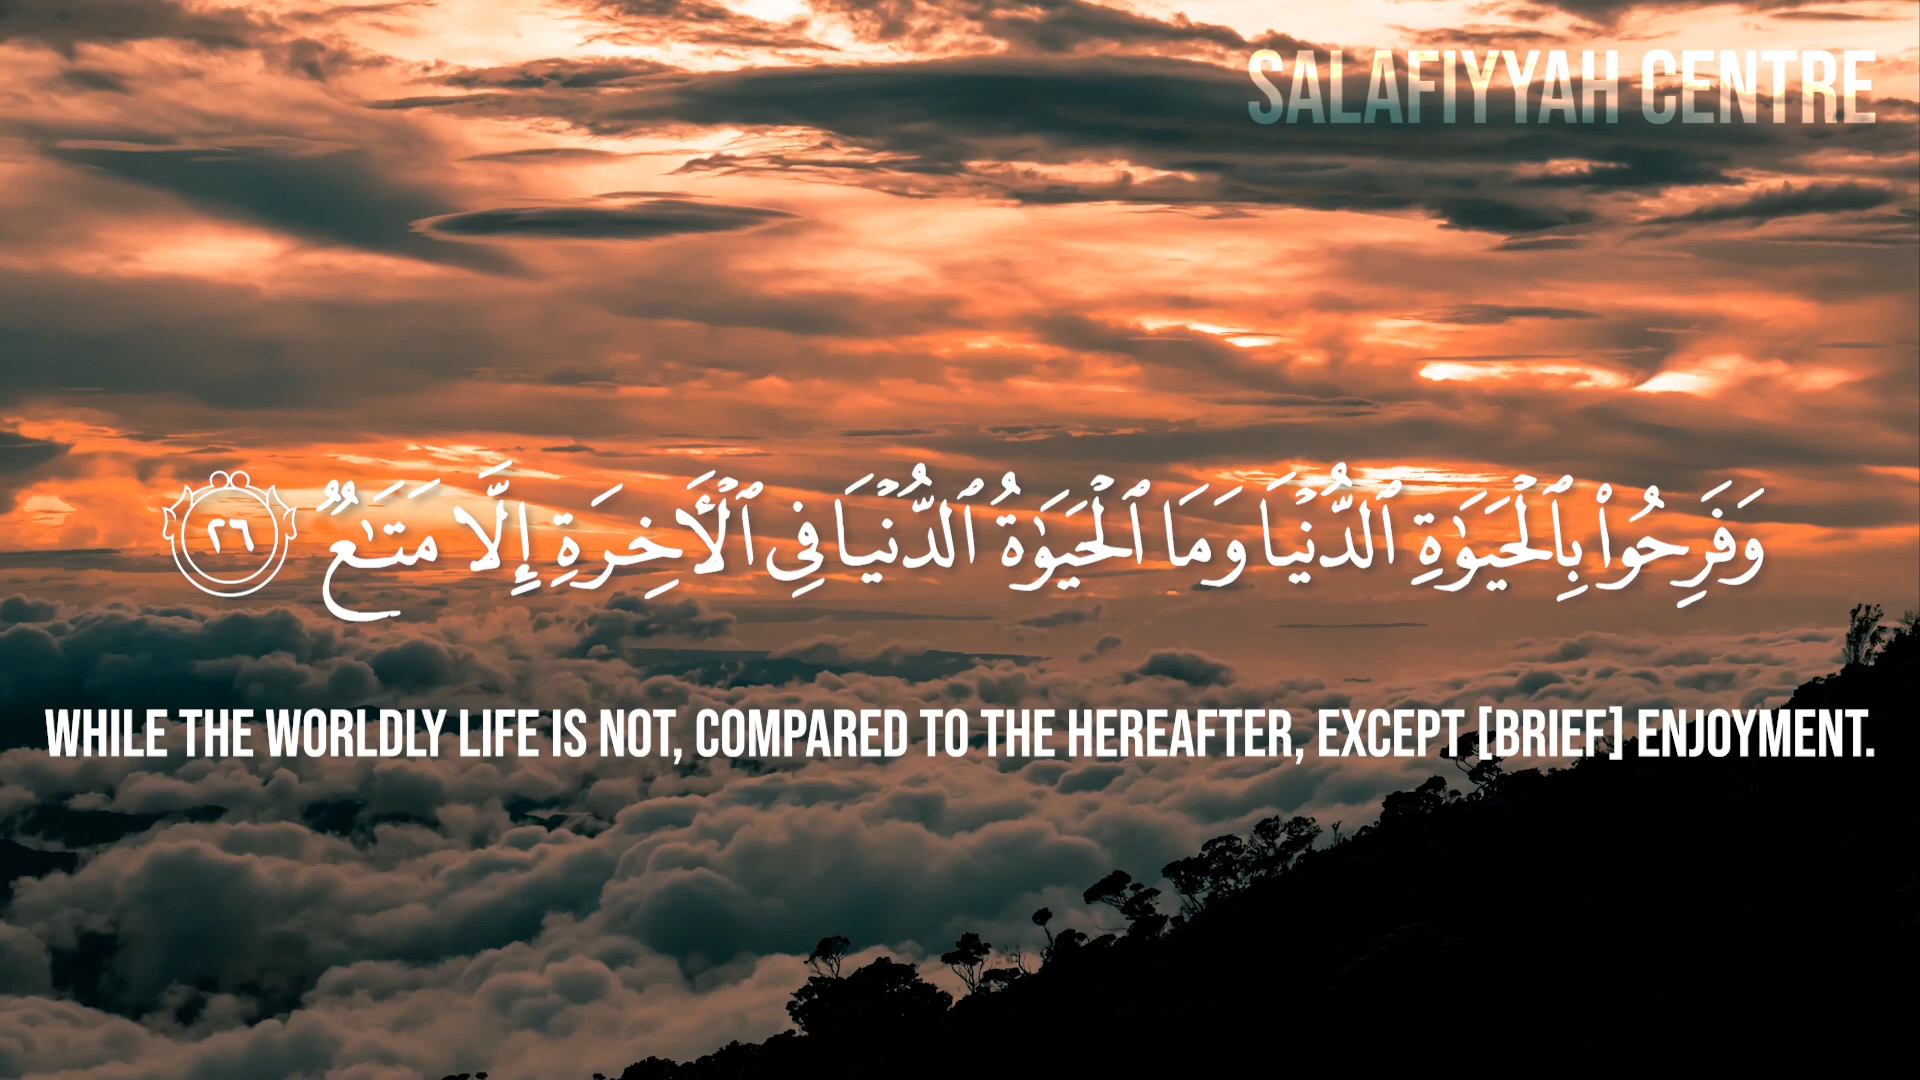 SALAFIYYAH CENTRE
وَفَرِحُوا۟ بِٱلْحَيَوٰةِ ٱلدُّنْيَا وَمَا ٱلْحَيَوٰةُ ٱلدُّنْيَا فِى ٱلْـَٔاخِرَةِ إِلَّا مَتَـٰعٌۭ ٢٦
WHILE THE WORLDLY LIFE IS NOT, COMPARED TO THE HEREAFTER, EXCEPT [BRIEF] ENJOYMENT.